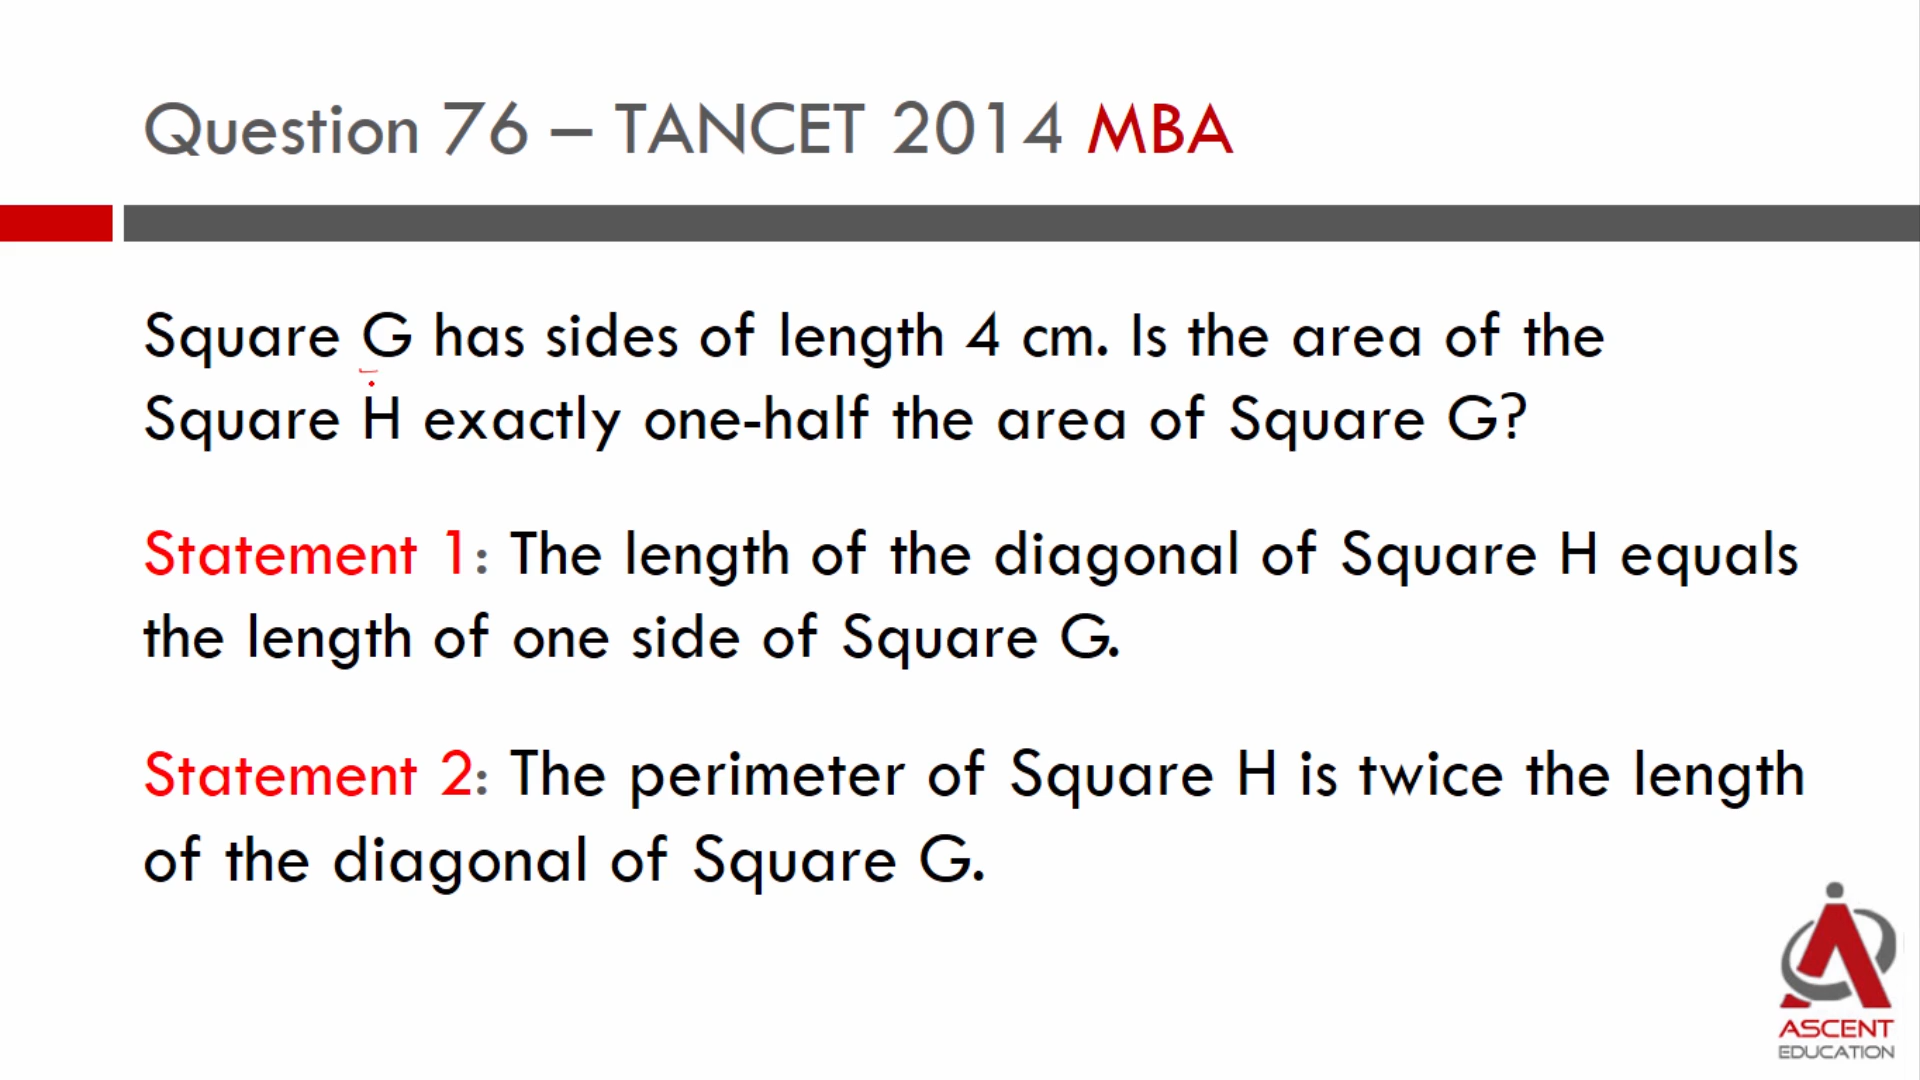 Question 76 – TANCET 2014 MBA
Square G has sides of length 4 cm. Is the area of the
Square H exactly one-half the area of Square G?
Statement 1: The length of the diagonal of Square H equals
the length of one side of Square G.
Statement 2: The perimeter of Square H is twice the length
of the diagonal of Square G.
ASCENT
EDUCATION